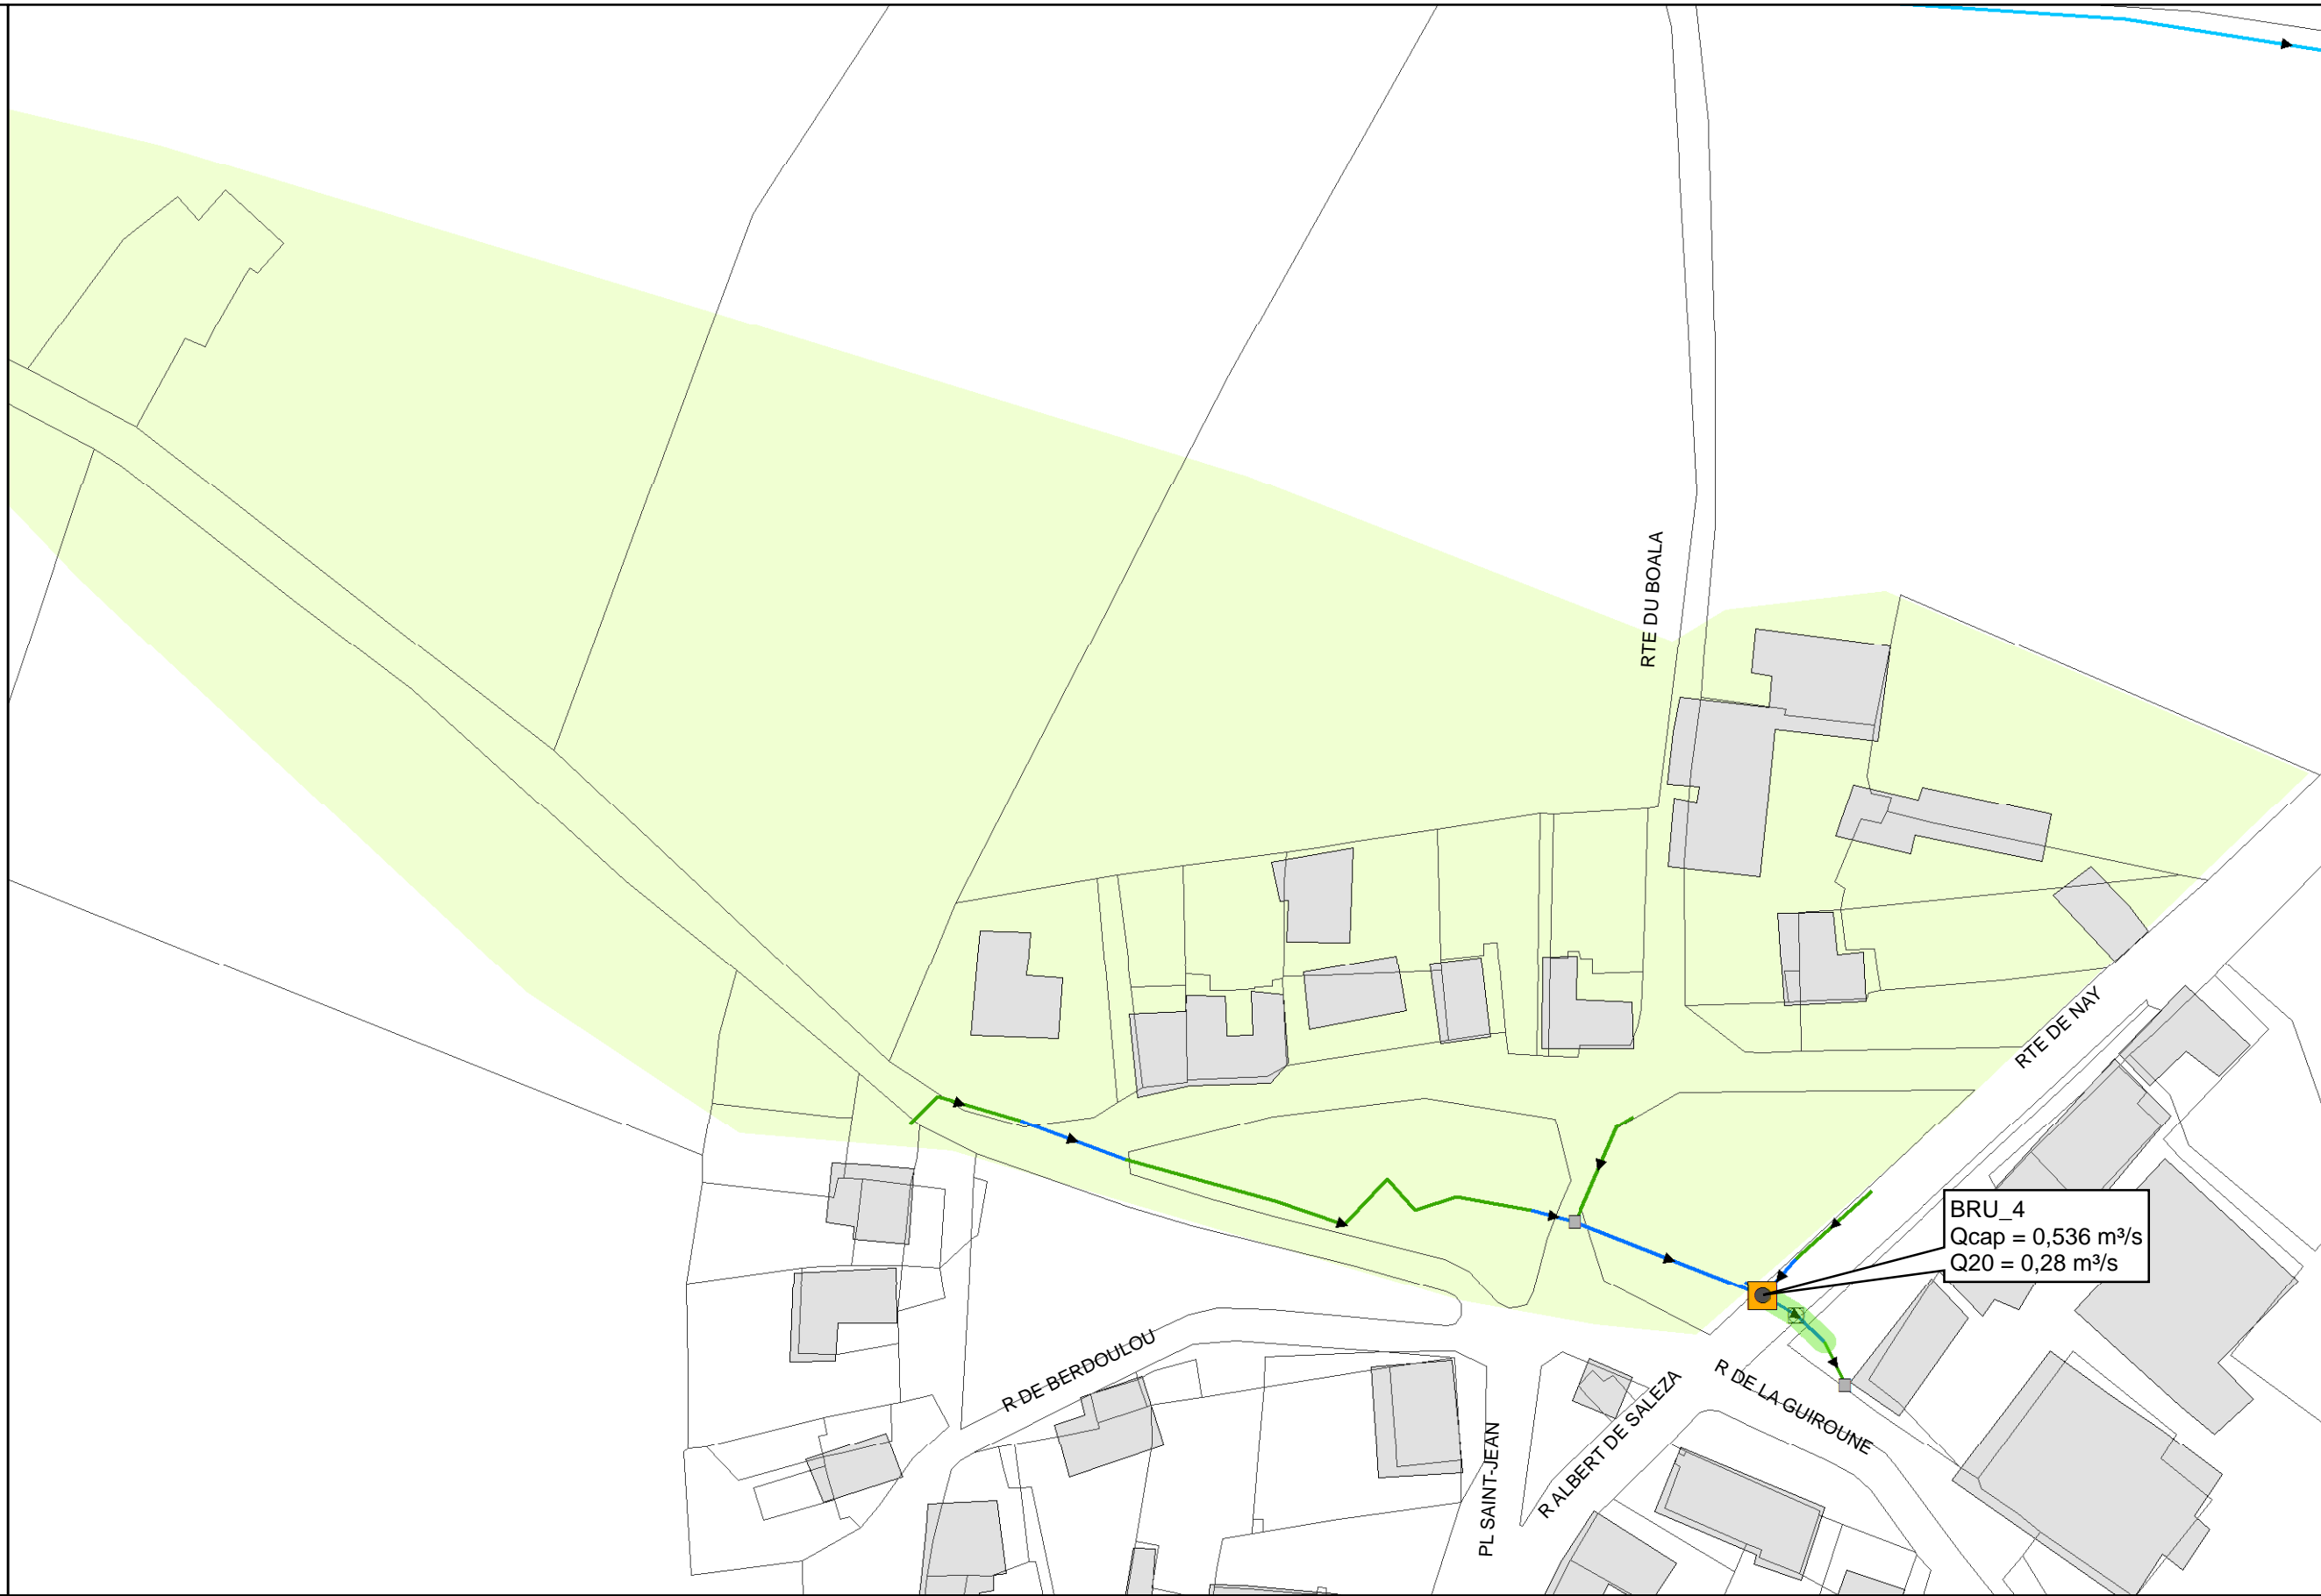 RTE DU BOALA
RTE DE NAY
BRU_4
Qcap = 0,536 m³/s
Q20 = 0,28 m³/s
R DE BERDOULOU
R DE LA GUIROUNE
R ALBERT DE SALEZA
PL SAINT-JEAN